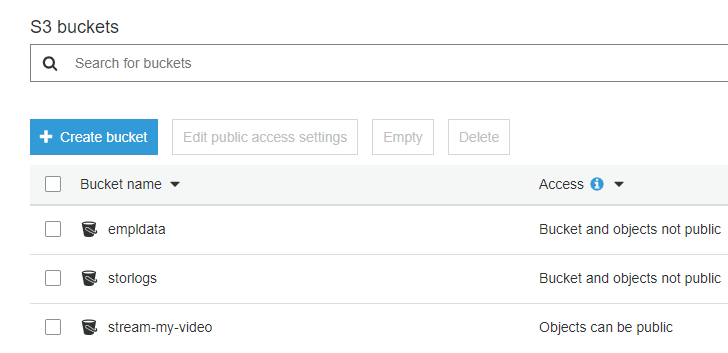 S3 buckets
Search for buckets
Create bucket Edit public access settings Empty Delete
Bucket name Access
empldata Bucket and objects not public
storlogs Bucket and objects not public
stream-my-video Objects can be public